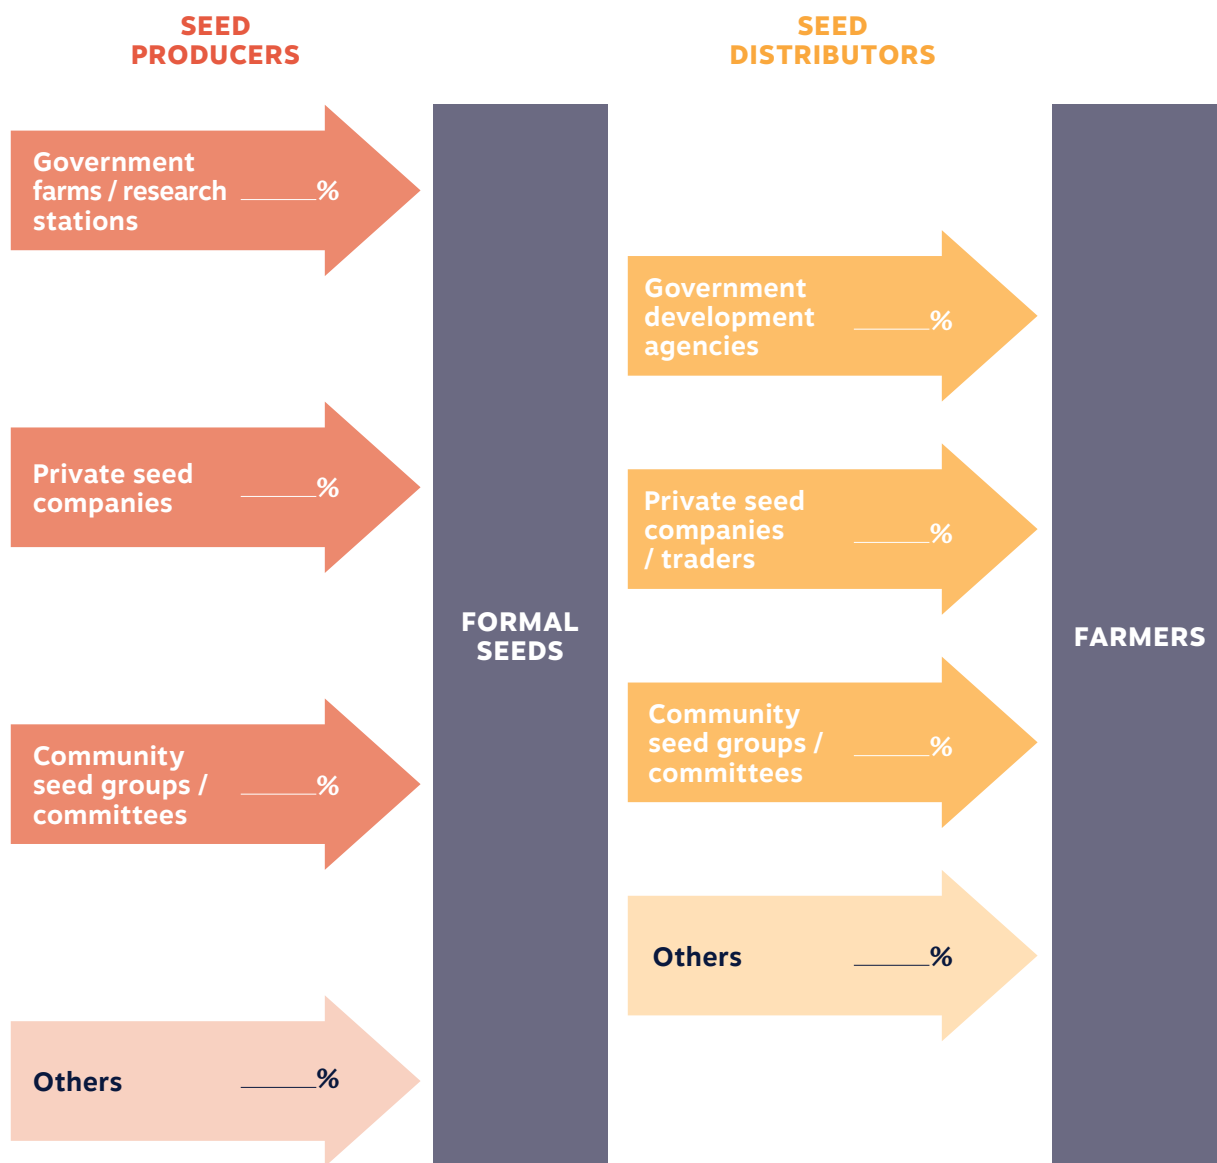 SEED
PRODUCERS
Government
farms / research ______%
stations
Private seed
companies ______%
Community
seed groups / ______%
committees
Others ______%
FORMAL
SEEDS
SEED
DISTRIBUTORS
Government
development ______%
agencies
Private seed
companies ______%
/ traders
Community
seed groups / ______%
committees
Others ______%
FARMERS